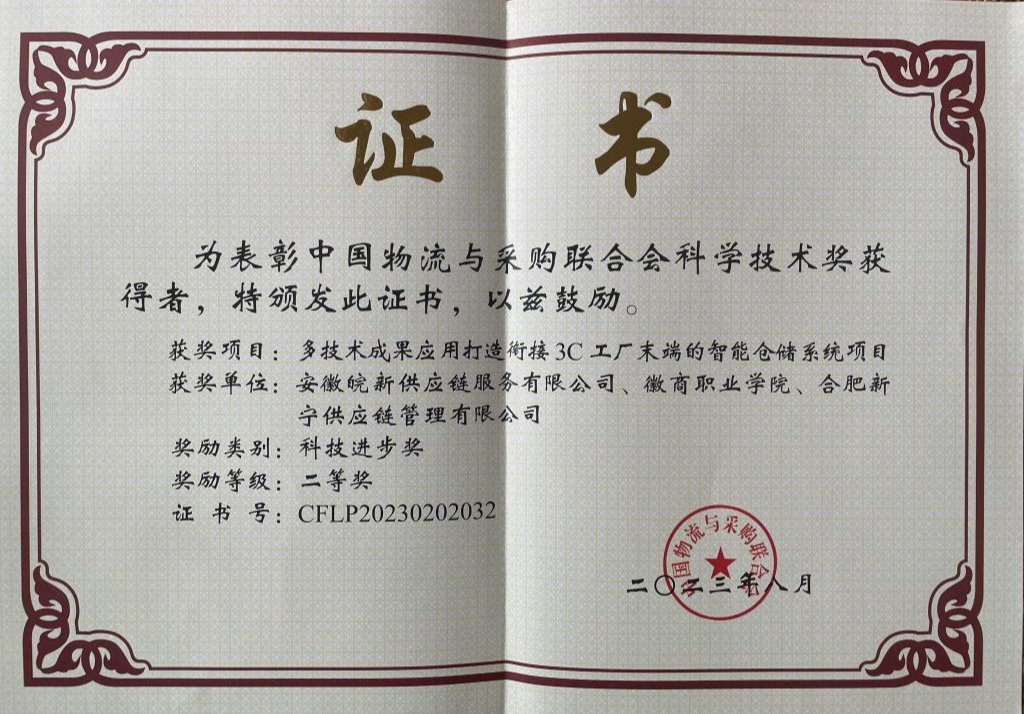 证书
为表彰中国物流与采购联合会科学技术奖获
得者，特颁发此证书，以兹鼓励。
获奖项目：多技术成果应用打造衔接3C工厂末端的智能仓储系统项目
获奖单位：安徽皖新供应链服务有限公司、徽商职业学院、合肥新
宁供应链管理有限公司
奖励类别：科技进步奖
奖励等级：二等奖
证书号：CFLP20230202032
中国物流与采购联合会
二〇二三年八月